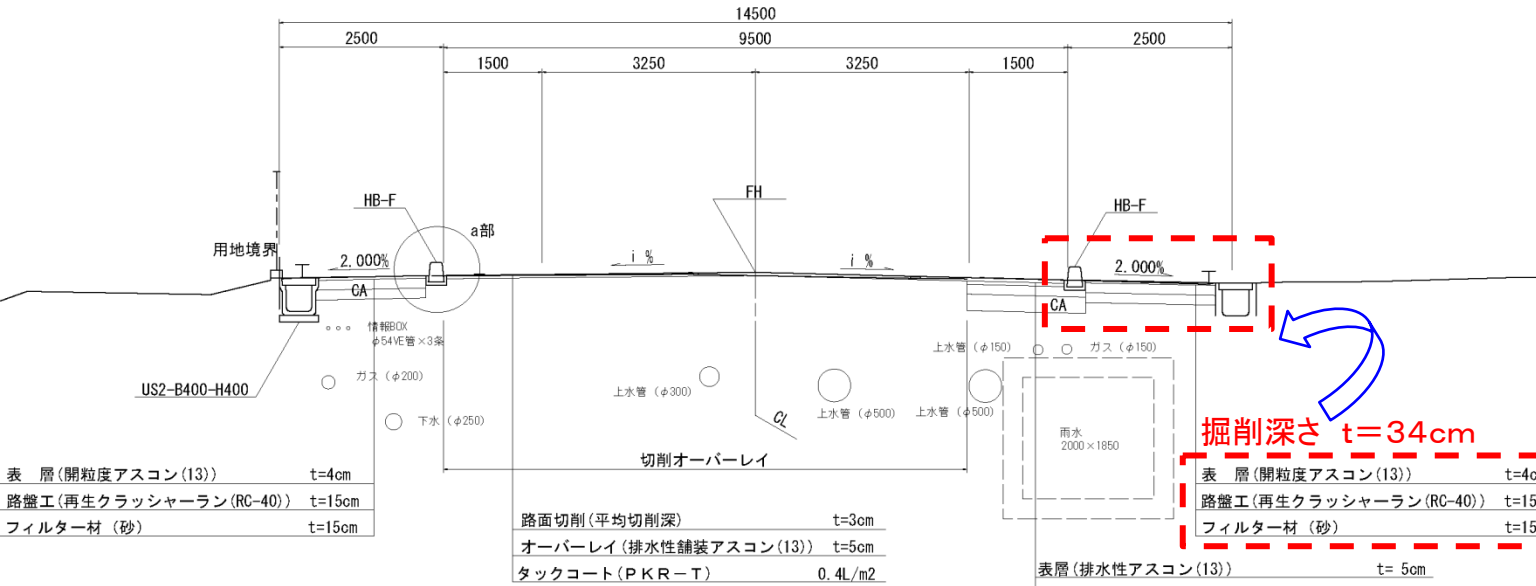 14500
2500
9500
2500
1500
3250
3250
1500
HB-F
FH
HB-F
a部
用地境界
2.000%
i %
i %
2.000%
CA
CA
情報BOX
φ54VE管×3条
上水管(φ150)
ガス(φ150)
ガス(φ200)
US2-B400-H400
上水管(φ300)
上水管(φ500)
上水管(φ500)
下水(φ250)
CL
雨水
2000×1850
掘削深さ t=34cm
切削オーバーレイ
表 層(開粒度アスコン(13)) t=4cm
路盤工(再生クラッシャーラン(RC-40)) t=15cm
フィルター材(砂) t=15cm
路面切削(平均切削深) t=3cm
オーバーレイ(排水性舗装アスコン(13)) t=5cm
タックコート(PKR-T) 0.4L/m2
表 層(開粒度アスコン(13)) t=4c
路盤工(再生クラッシャーラン(RC-40)) t=15
フィルター材(砂) t=15
表層(排水性アスコン(13)) t= 5cm